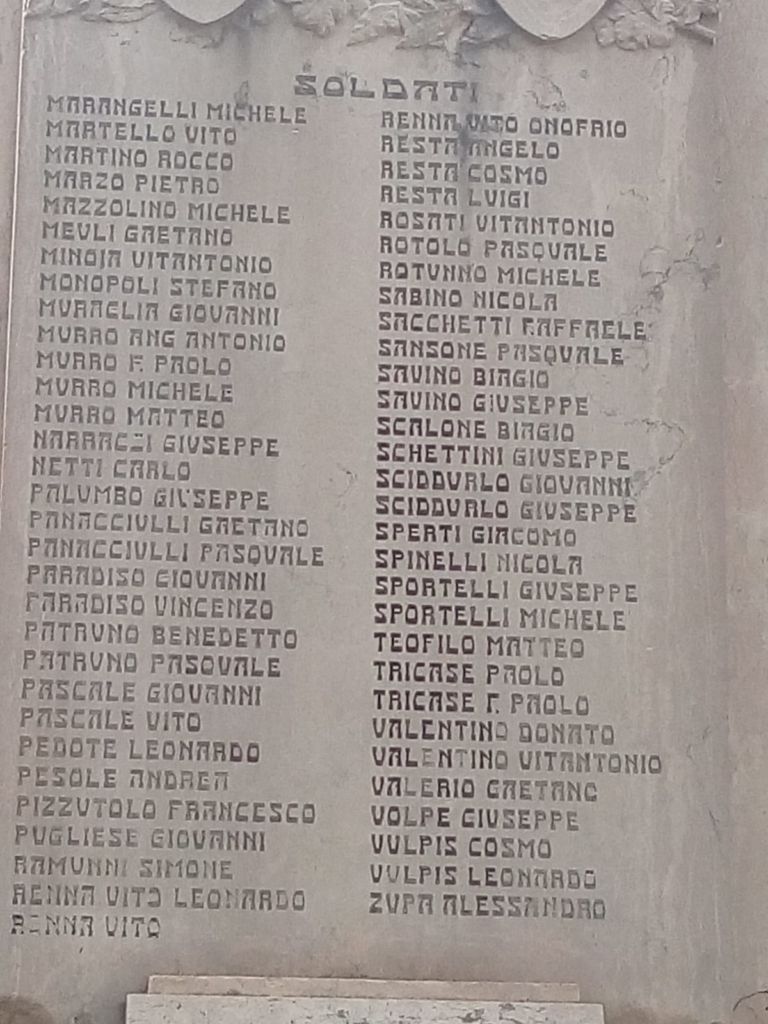 SOLDATI
MARANGELLI MICHELE
MARTELLO VITO
MARTINO ROCCO
MARZO PIETRO
MAZZOLINO MICHELE
MEULI GAETANO
MINOJA VITANTONIO
MONOPOLI STEFANO
MURAGLIA GIOVANNI
MURRO ANG ANTONIO
MURRO F. PAOLO
MURRO MICHELE
MURRO MATTEO
NARRACCI GIUSEPPE
NETTI CARLO
PALUMBO GIUSEPPE
PANACCIULLI GAETANO
PANACCIULLI PASQUALE
PARADISO GIOVANNI
PARADISO VINCENZO
PATRUNO BENEDETTO
PATRUNO PASQUALE
PASCALE GIOVANNI
PASCALE VITO
PEDOTE LEONARDO
PESOLE ANDREA
PIZZUTOLO FRANCESCO
PUGLIESE GIOVANNI
RAMUNNI SIMONE
RENNA VITO LEONARDO
RENNA VITO
RENNA VITO ONOFRIO
RESTA ANGELO
RESTA COSMO
RESTA LUIGI
ROSATI VITANTONIO
ROTOLO PASQUALE
ROTUNNO MICHELE
SABINO NICOLA
SACCHETTI RAFFAELE
SANSONE PASQUALE
SAVINO BIAGIO
SAVINO GIUSEPPE
SCALONE BIAGIO
SCHETTINI GIUSEPPE
SCIDDURLO GIOVANNI
SCIDDURLO GIUSEPPE
SPERTI GIACOMO
SPINELLI NICOLA
SPORTELLI GIUSEPPE
SPORTELLI MICHELE
TEOFILO MATTEO
TRICASE PAOLO
TRICASE F. PAOLO
VALENTINO DONATO
VALENTINO VITANTONIO
VALERIO GAETANO
VOLPE GIUSEPPE
VULPIS COSMO
VULPIS LEONARDO
ZUPA ALESSANDRO